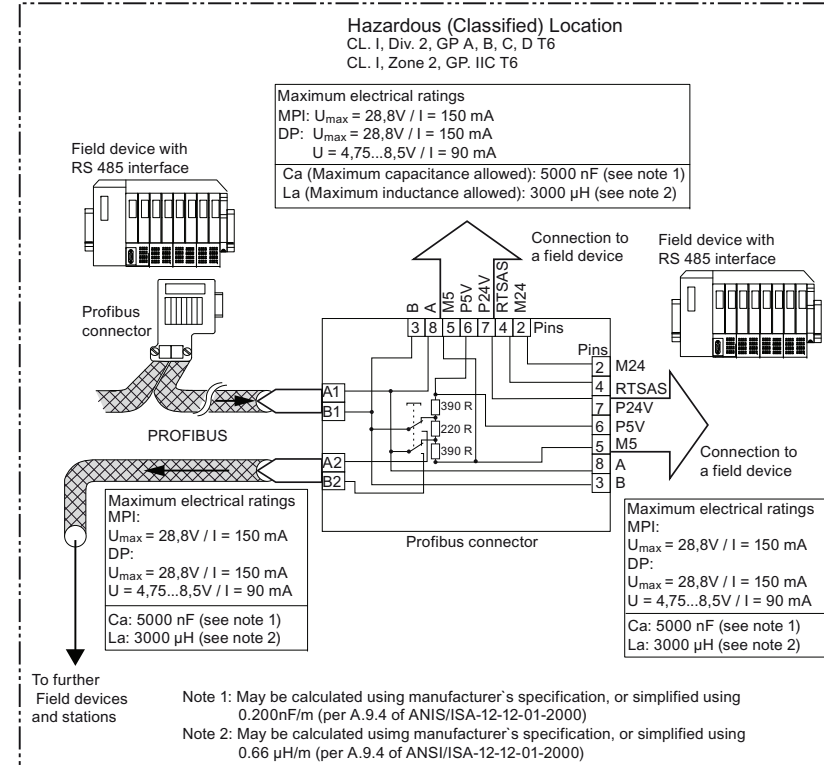 Hazardous (Classified) Location
CL. I, Div. 2, GP A, B, C, D T6
CL. I, Zone 2, GP. IIC T6
Maximum electrical ratings
MPI: Umax = 28,8V / I = 150 mA
DP: Umax = 28,8V / I = 150 mA
U = 4,75...8,5V / I = 90 mA
Ca (Maximum capacitance allowed): 5000 nF (see note 1)
La (Maximum inductance allowed): 3000 µH (see note 2)
Field device with
RS 485 interface
Profibus
connector
Connection to
a field device
Field device with
RS 485 interface
B
A
M5
P5V
P24V
RTSAS
M24
3 8 5 6 7 4 2 Pins
Pins
2 M24
4 RTSAS
7 P24V
6 P5V
5 M5
8 A
3 B
A1
B1
A2
B2
390 R
220 R
390 R
PROFIBUS
Connection to
a field device
Profibus connector
Maximum electrical ratings
MPI:
Umax = 28,8V / I = 150 mA
DP:
Umax = 28,8V / I = 150 mA
U = 4,75...8,5V / I = 90 mA
Ca: 5000 nF (see note 1)
La: 3000 µH (see note 2)
Maximum electrical ratings
MPI:
Umax = 28,8V / I = 150 mA
DP:
Umax = 28,8V / I = 150 mA
U = 4,75...8,5V / I = 90 mA
Ca: 5000 nF (see note 1)
La: 3000 µH (see note 2)
To further
Field devices
and stations
Note 1: May be calculated using manufacturer`s specification, or simplified using
0.200nF/m (per A.9.4 of ANIS/ISA-12-12-01-2000)
Note 2: May be calculated usimg manufacturer`s specification, or simplified using
0.66 µH/m (per A.9.4 of ANSI/ISA-12-12-01-2000)